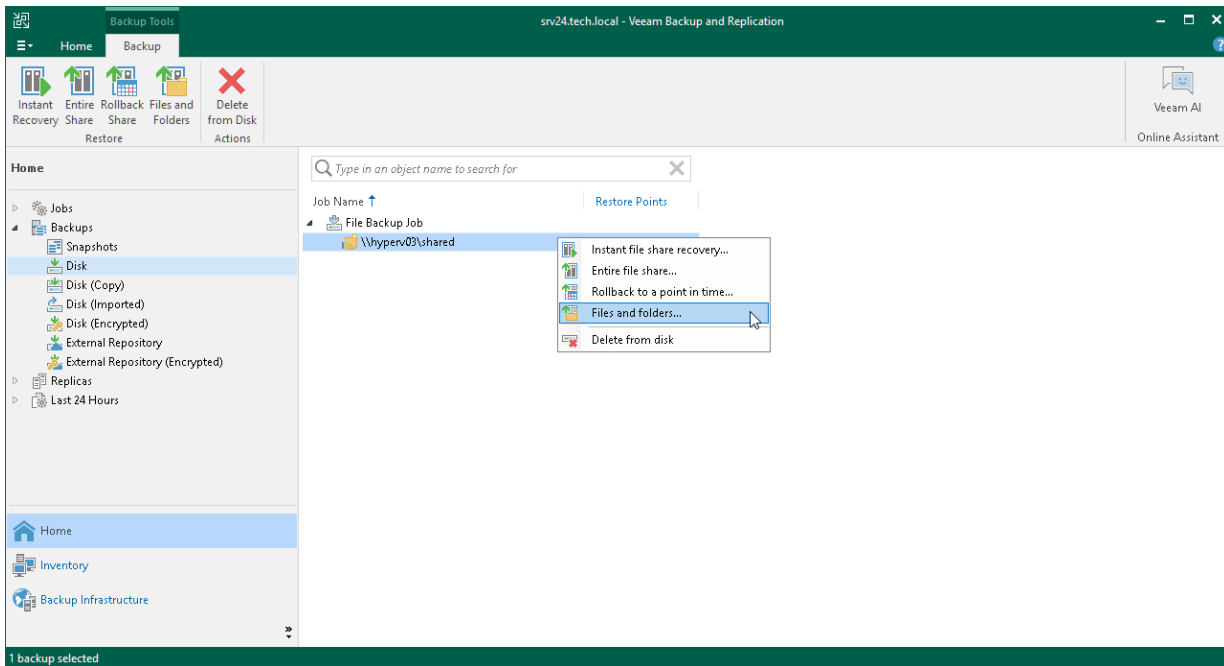 Backup Tools
srv24.tech.local - Veeam Backup and Replication
Home Backup
Instant Recovery
Entire Share
Rollback Share
Files and Folders
Delete from Disk
Restore
Actions
Veeam AI
Online Assistant
Home
Jobs
Backups
Snapshots
Disk
Disk (Copy)
Disk (Imported)
Disk (Encrypted)
External Repository
External Repository (Encrypted)
Replicas
Last 24 Hours
Home
Inventory
Backup Infrastructure
Type in an object name to search for
Job Name Restore Points
File Backup Job
\\hyperv03\shared
Instant file share recovery...
Entire file share...
Rollback to a point in time...
Files and folders...
Delete from disk
1 backup selected